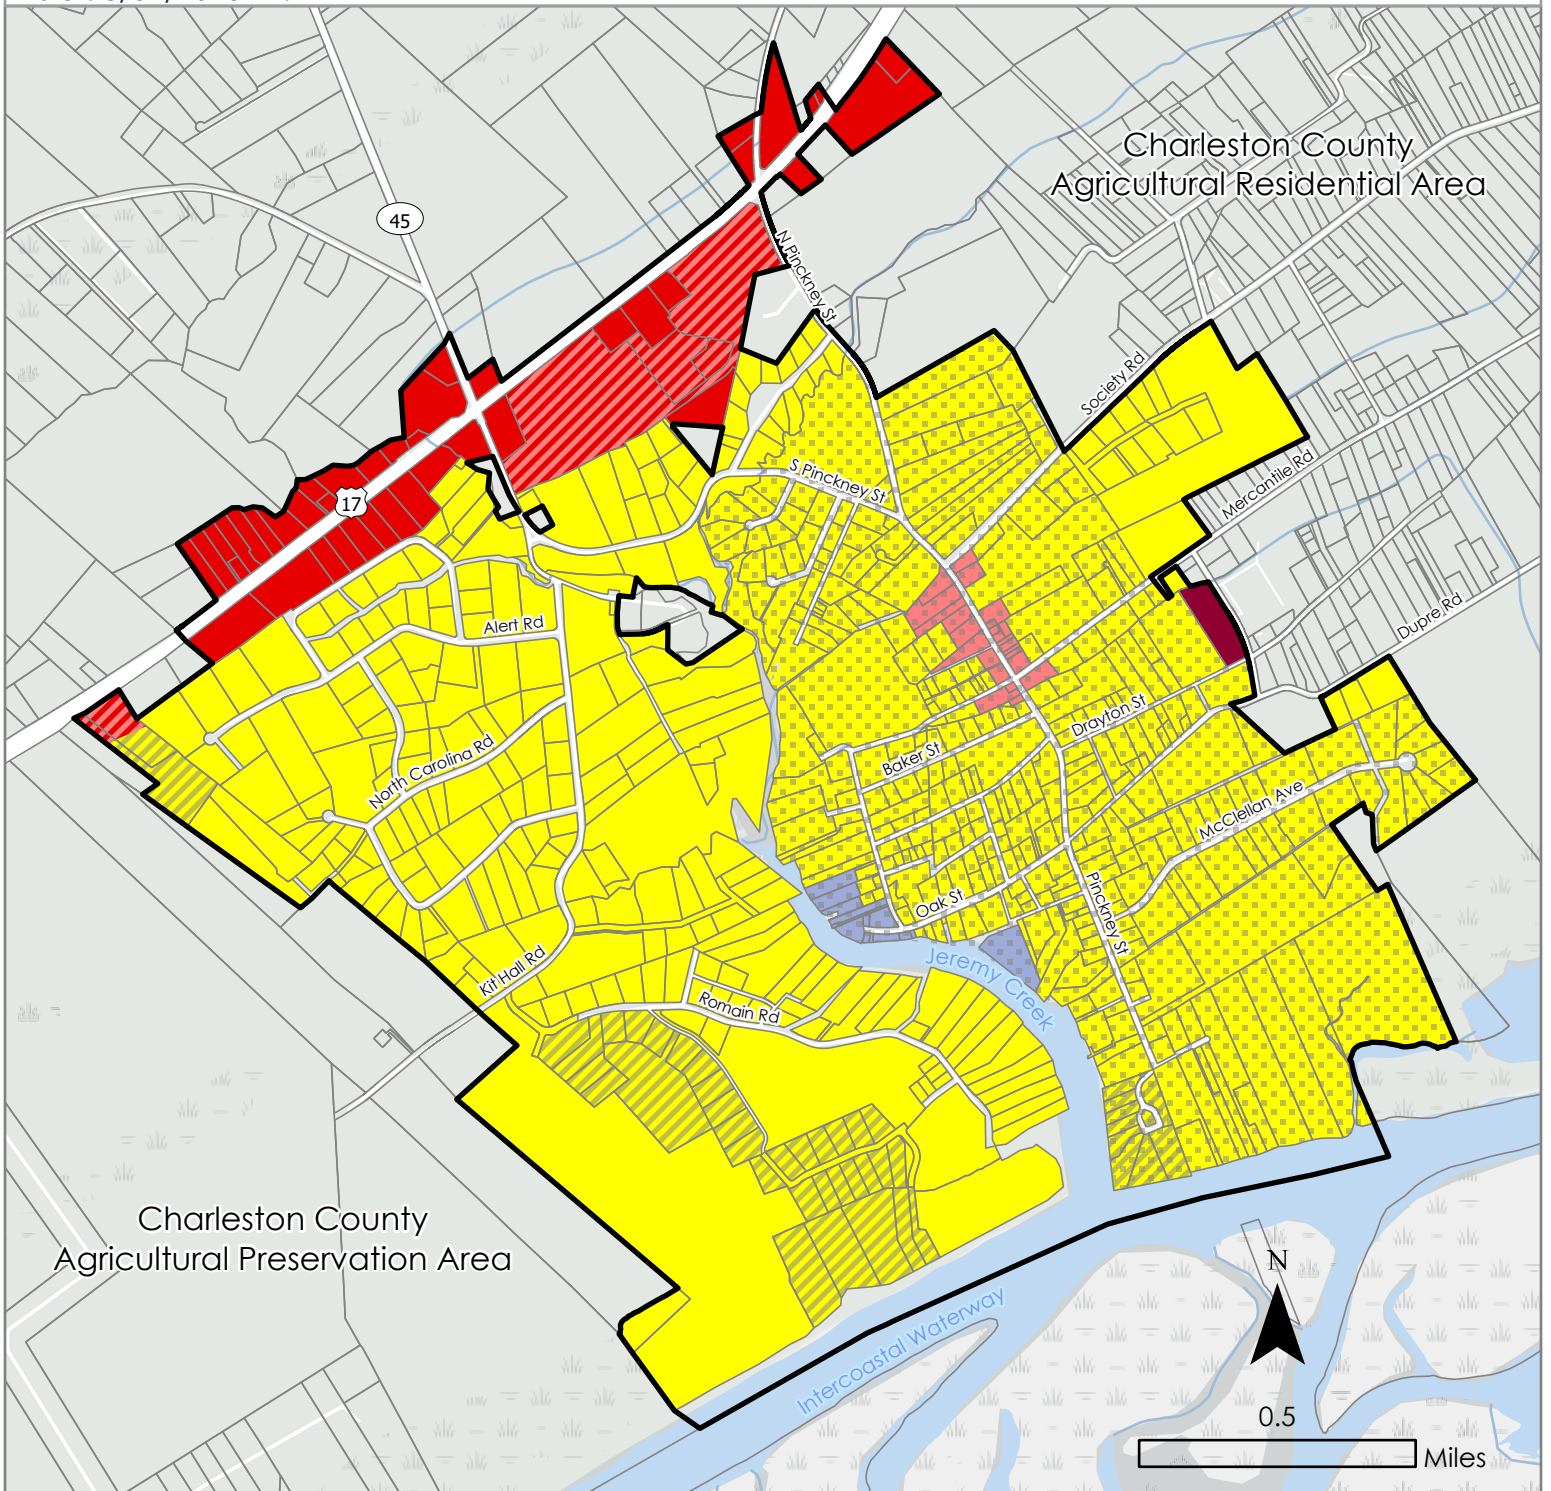 Charleston County
Agricultural Residential Area
45
N Pinckney St
Society Rd
S Pinckney St
Mercantile Rd
17
Dupre Rd
Alert Rd
Drayton St
North Carolina Rd
Baker St
McClellan Ave
Oak St
Pinckney St
Jeremy Creek
Kit Hall Rd
Romain Rd
Charleston County
Agricultural Preservation Area
N
Intercoastal Waterway
0.5
Miles